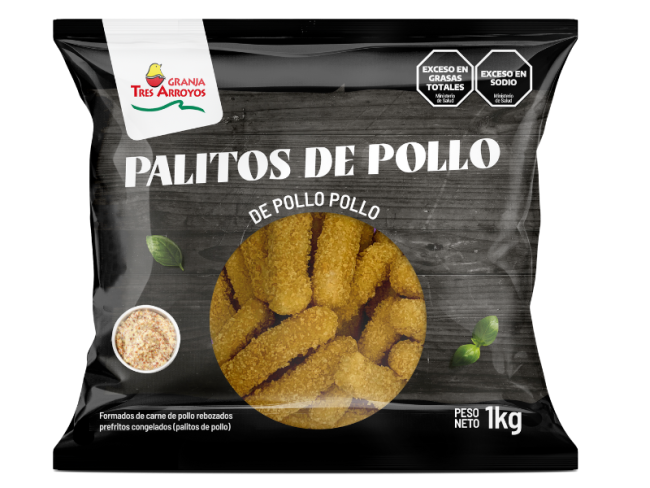 GRANJA
TRES ARROYOS
EXCESO EN
GRASAS
TOTALES
Ministerio
de Salud
EXCESO EN
SODIO
Ministerio
de Salud
PALITOS DE POLLO
DE POLLO POLLO
Formados de carne de pollo rebozados
prefritos congelados (palitos de pollo)
PESO
NETO 1kg